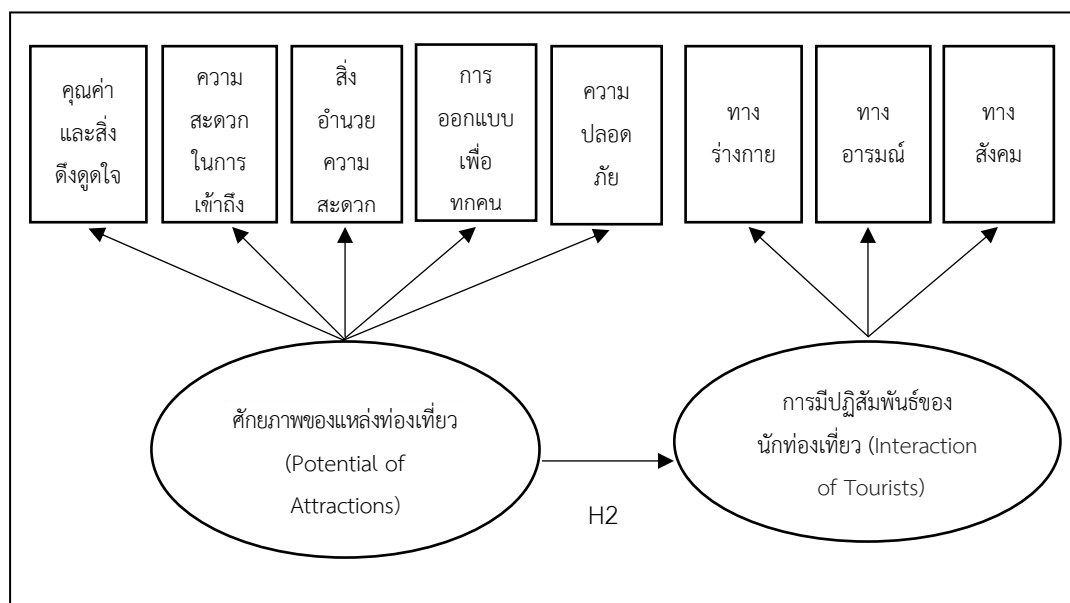 คุณค่า
และสิ่ง
ดึงดูดใจ
ความ
สะดวก
ในการ
เข้าถึง
สิ่ง
อำนวย
ความ
สะดวก
การ
ออกแบบ
เพื่อ
ทกคน
ความ
ปลอด
ภัย
ทาง
ร่างกาย
ทาง
อารมณ์
ทาง
สังคม
ศักยภาพของแหล่งท่องเที่ยว
(Potential of
Attractions)
H2
การมีปฏิสัมพันธ์ของ
นักท่องเที่ยว (Interaction
of Tourists)